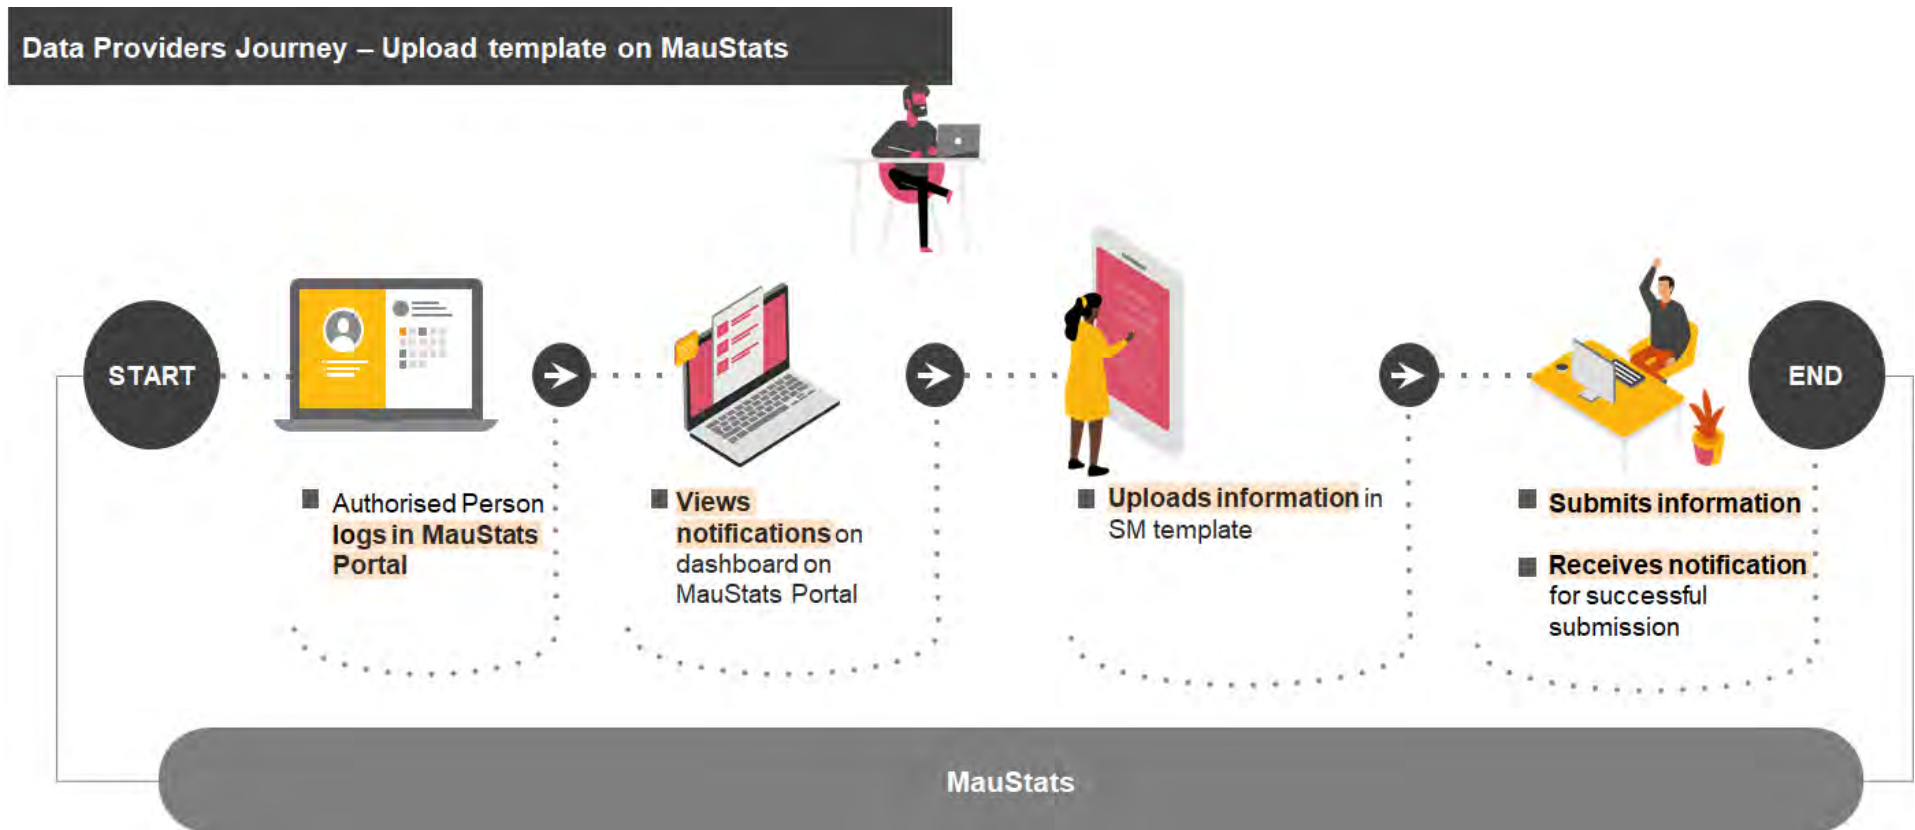 Data Providers Journey – Upload template on MauStats
START
END
Authorised Person
logs in MauStats
Portal
Views
notifications on
dashboard on
MauStats Portal
Uploads information in
SM template
Submits information
Receives notification
for successful
submission
MauStats